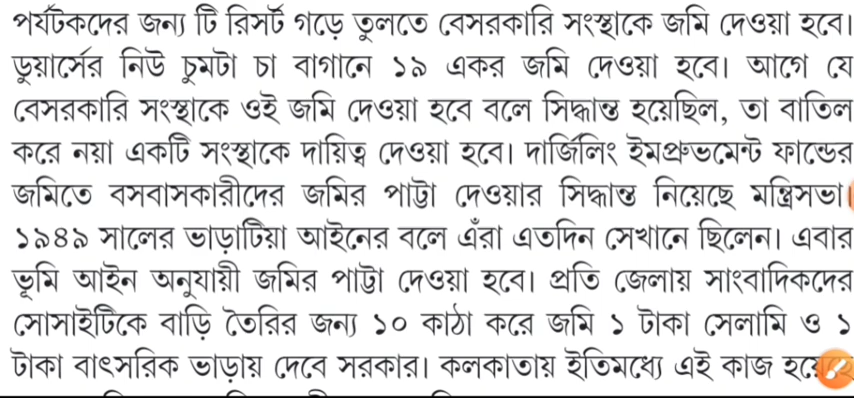 পর্যটকদের জন্য টি রিসর্ট গড়ে তুলতে বেসরকারি সংস্থাকে জমি দেওয়া হবে।
ডুয়ার্সের নিউ চুমটা চা বাগানে ১৯ একর জমি দেওয়া হবে। আগে যে
বেসরকারি সংস্থাকে ওই জমি দেওয়া হবে বলে সিদ্ধান্ত হয়েছিল, তা বাতিল
করে নয়া একটি সংস্থাকে দায়িত্ব দেওয়া হবে। দার্জিলিং ইমপ্রুভমেন্ট ফান্ডের
জমিতে বসবাসকারীদের জমির পাট্টা দেওয়ার সিদ্ধান্ত নিয়েছে মন্ত্রিসভা।
১৯৪৯ সালের ভাড়াটিয়া আইনের বলে এঁরা এতদিন সেখানে ছিলেন। এবার
ভূমি আইন অনুযায়ী জমির পাট্টা দেওয়া হবে। প্রতি জেলায় সাংবাদিকদের
সোসাইটিকে বাড়ি তৈরির জন্য ১০ কাঠা করে জমি ১ টাকা সেলামি ও ১
টাকা বাৎসরিক ভাড়ায় দেবে সরকার। কলকাতায় ইতিমধ্যে এই কাজ